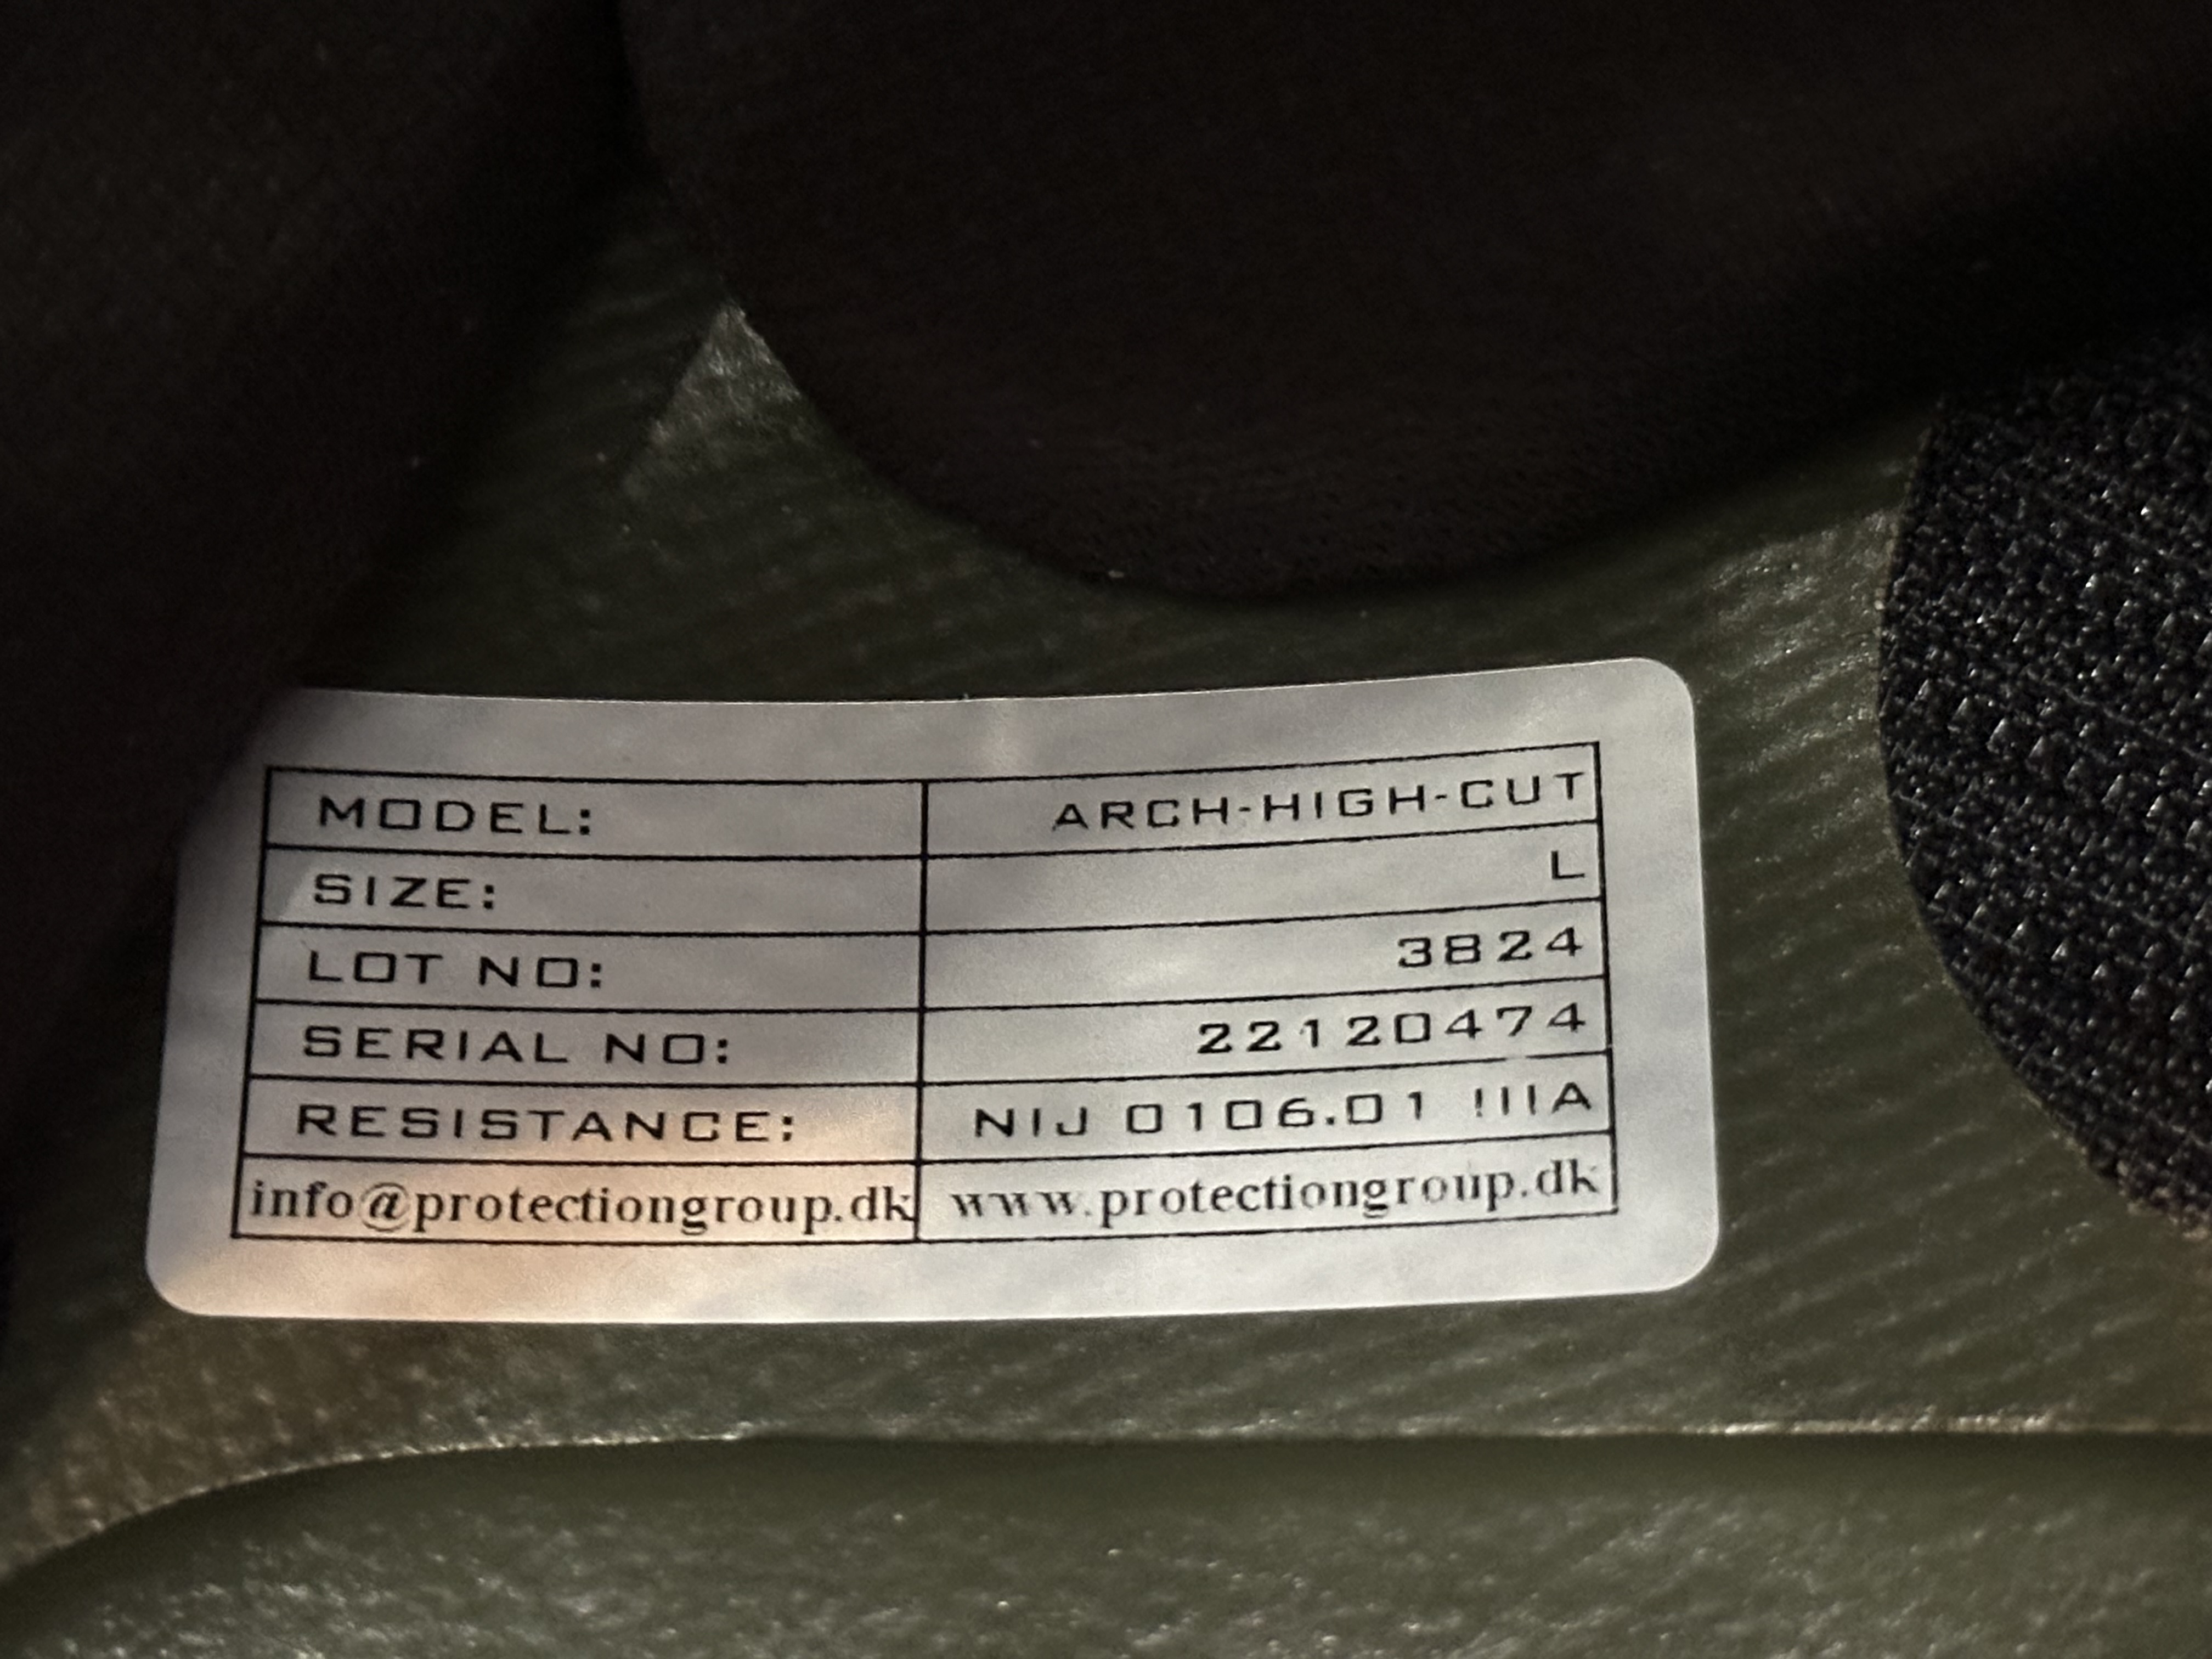 MODEL: ARCH-HIGH-CUT
SIZE: L
LOT NO: 3824
SERIAL NO: 22120474
RESISTANCE: NIJ 0106.01 IIIA
info@protectiongroup.dk www.protectiongroup.dk